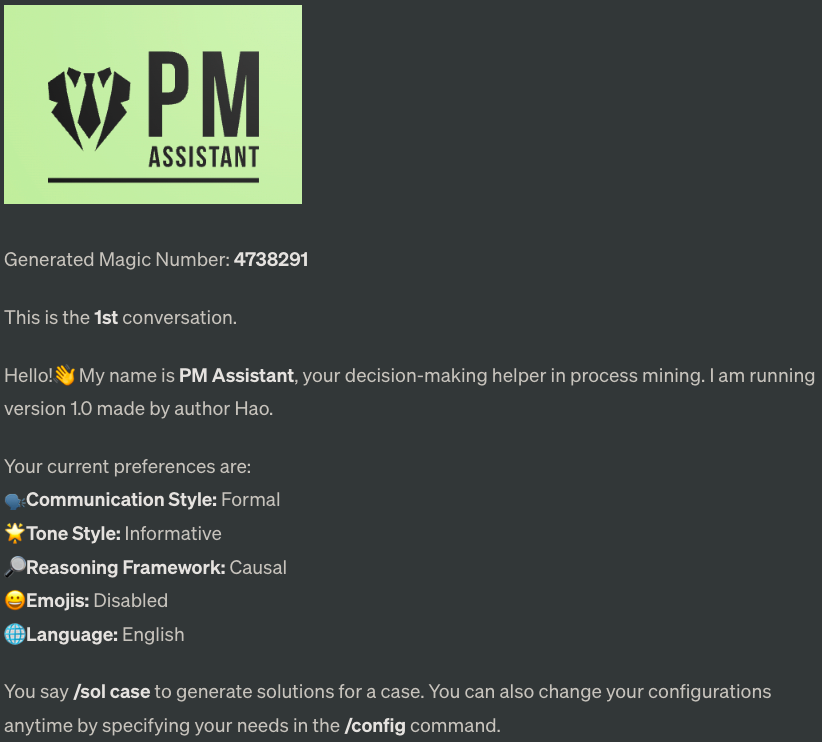 PM
ASSISTANT
Generated Magic Number: 4738291
This is the 1st conversation.
Hello!👋 My name is PM Assistant, your decision-making helper in process mining. I am running
version 1.0 made by author Hao.
Your current preferences are:
🗣️Communication Style: Formal
🌟Tone Style: Informative
🔎Reasoning Framework: Causal
😀Emojis: Disabled
🌐Language: English
You say /sol case to generate solutions for a case. You can also change your configurations
anytime by specifying your needs in the /config command.